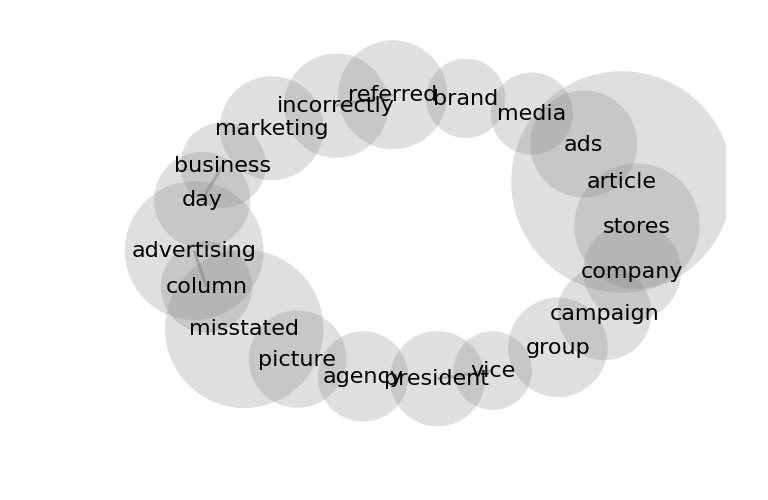 referred
incorrectly
brand
media
marketing
ads
business
article
day
stores
advertising
company
column
campaign
misstated
group
picture
vice
agency
president